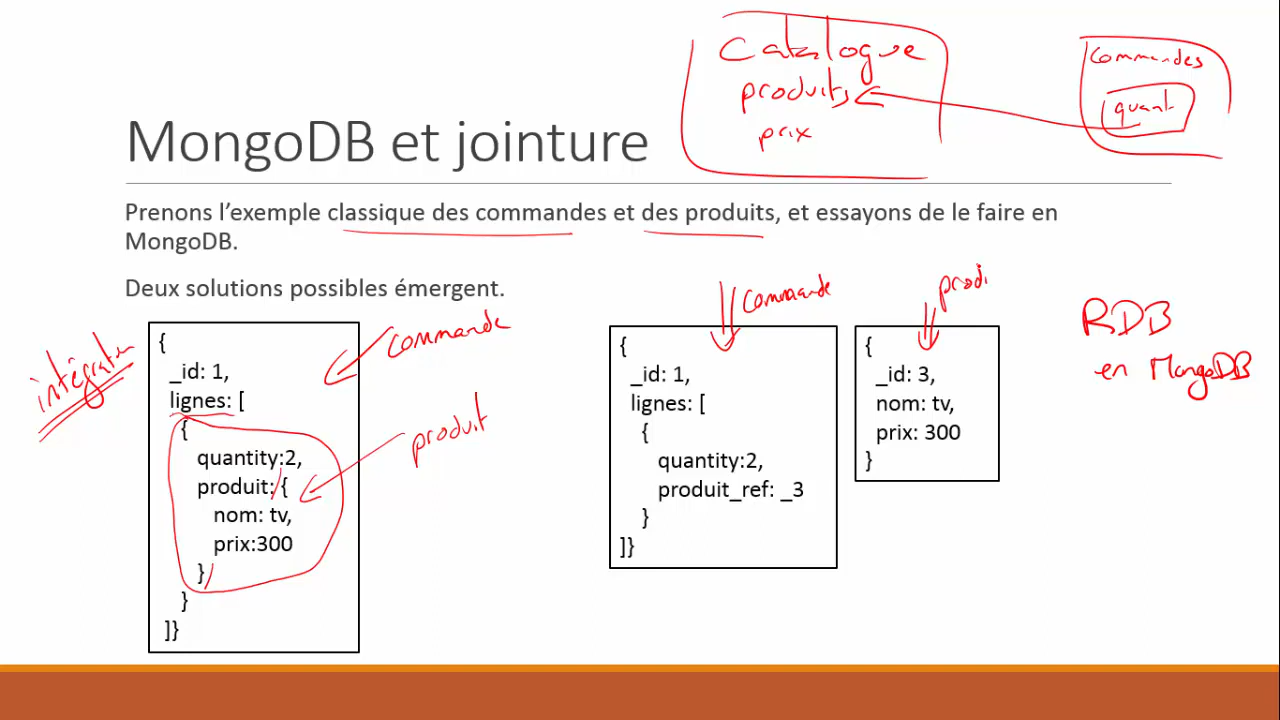 Catalogue
produits
prix
Commandes
quant
MongoDB et jointure
Prenons l’exemple classique des commandes et des produits, et essayons de le faire en
MongoDB.
Deux solutions possibles émergent.
intégration
commande
produit
{
_id: 1,
lignes: [
{
quantity:2,
produit: {
nom: tv,
prix:300
}
}
]}
commande
{
_id: 1,
lignes: [
{
quantity:2,
produit_ref: _3
}
]}
prodi
{
_id: 3,
nom: tv,
prix: 300
}
RDB
en MongoDB